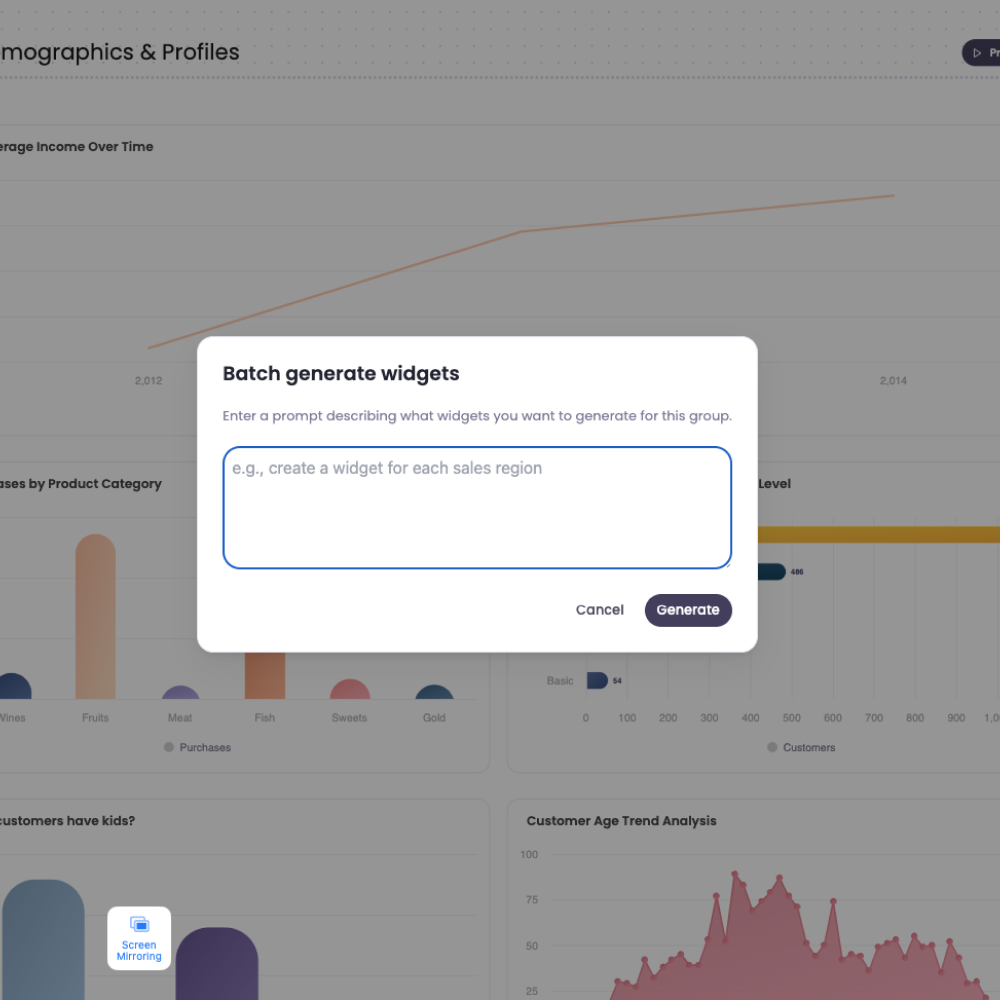 mographics & Profiles
Pr
erage Income Over Time
2,012
2,014
Batch generate widgets
Enter a prompt describing what widgets you want to generate for this group.
e.g., create a widget for each sales region
Cancel
Generate
ases by Product Category
Wines
Fruits
Meat
Fish
Sweets
Gold
Purchases
Level
486
Basic
54
0
100
200
300
400
500
600
700
800
900
1,0
Customers
customers have kids?
Screen
Mirroring
Customer Age Trend Analysis
100
75
50
25